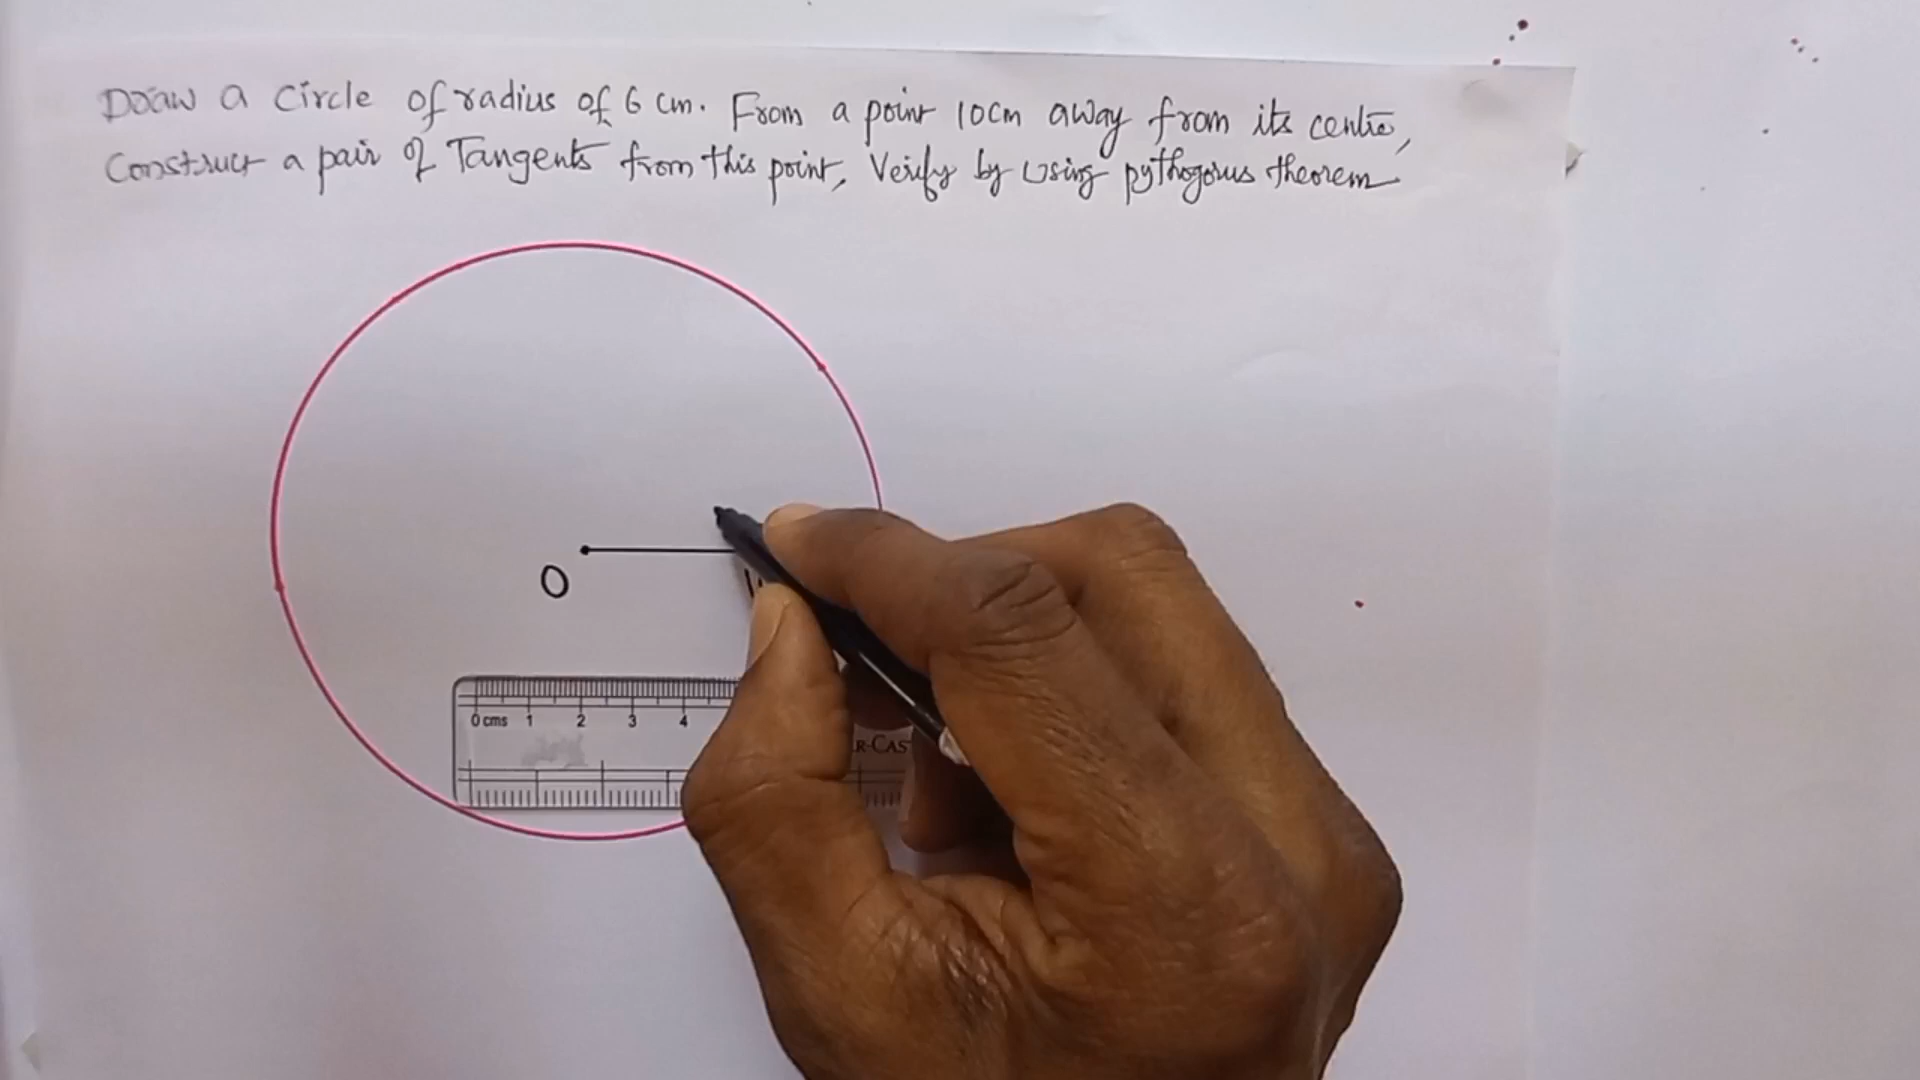 Draw a circle of radius of 6 cm. From a point 10cm away from its centre,
Construct a pair of Tangents from this point, Verify by Using pythogorus theorem.
O
0 cms 1 2 3 4
R-CAS